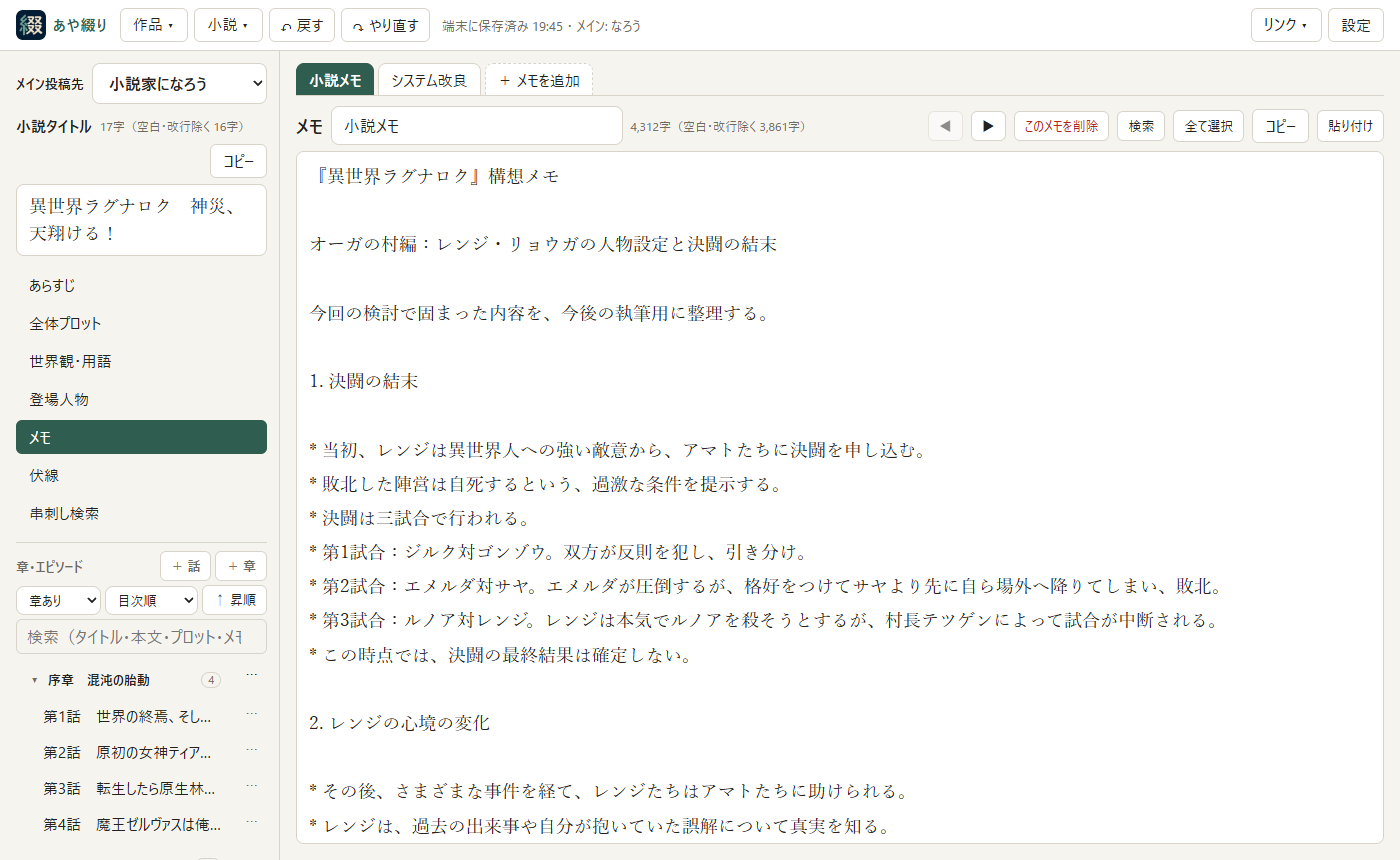 綴 あや綴り 作品 ▾ 小説 ▾ ↶ 戻す ↷ やり直す 端末に保存済み 19:45・メイン: なろう リンク ▾ 設定
メイン投稿先 小説家になろう
小説タイトル 17字（空白・改行除く16字）
コピー
異世界ラグナロク　神災、
天翔ける！
あらすじ
全体プロット
世界観・用語
登場人物
メモ
伏線
串刺し検索
章・エピソード ＋ 話 ＋ 章
章あり 目次順 ↑ 昇順
検索（タイトル・本文・プロット・メモ
▾ 序章　混沌の胎動 4 …
第1話　世界の終焉、そし… …
第2話　原初の女神ティア… …
第3話　転生したら原生林… …
第4話　魔王ゼルヴァスは俺… …
小説メモ システム改良 ＋ メモを追加
メモ 小説メモ 4,312字（空白・改行除く3,861字） ◀ ▶ このメモを削除 検索 全て選択 コピー 貼り付け
『異世界ラグナロク』構想メモ
オーガの村編：レンジ・リョウガの人物設定と決闘の結末
今回の検討で固まった内容を、今後の執筆用に整理する。
1. 決闘の結末
* 当初、レンジは異世界人への強い敵意から、アマトたちに決闘を申し込む。
* 敗北した陣営は自死するという、過激な条件を提示する。
* 決闘は三試合で行われる。
* 第1試合：ジルク対ゴンゾウ。双方が反則を犯し、引き分け。
* 第2試合：エメルダ対サヤ。エメルダが圧倒するが、格好をつけてサヤより先に自ら場外へ降りてしまい、敗北。
* 第3試合：ルノア対レンジ。レンジは本気でルノアを殺そうとするが、村長テツゲンによって試合が中断される。
* この時点では、決闘の最終結果は確定しない。
2. レンジの心境の変化
* その後、さまざまな事件を経て、レンジたちはアマトたちに助けられる。
* レンジは、過去の出来事や自分が抱いていた誤解について真実を知る。